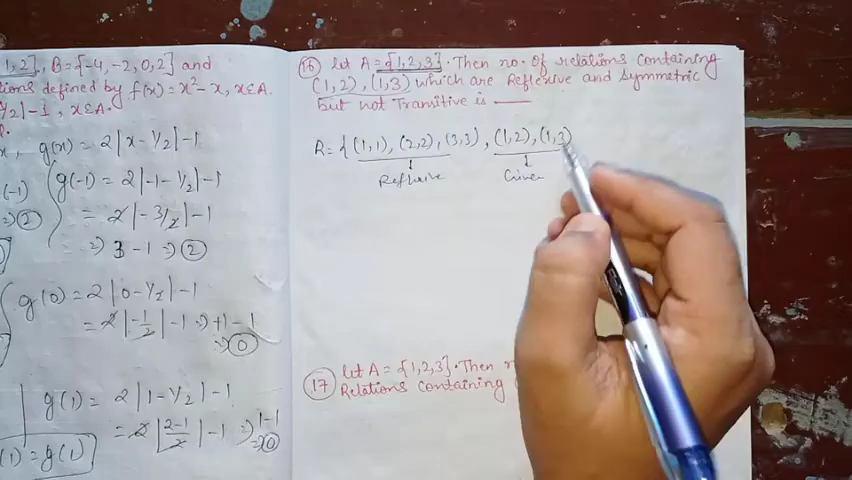 1,2], B={-4,-2,0,2} and
tions defined by f(x)=x²-x, x∈A
½|-1, x∈A.
g(x) = 2|x-½|-1
g(-1) = 2|-1-½|-1
= 2|-3/2|-1
⇒ 3-1 ⇒ ②
(-1)
⇒ ②
g(0) = 2|0-½|-1
= 2|-1/2|-1 ⇒ +1-1
⇒ 0
g(1) = 2|1-½|-1
= 2|2-1/2|-1 ⇒ 1-1
⇒ 0
(1) = g(1)
⑯ let A={1,2,3}. Then no. of relations containing
(1,2), (1,3) which are Reflexive and Symmetric
but not Transitive is ——
R= { (1,1), (2,2), (3,3), (1,2), (1,3)
Reflexive Given
⑰ let A={1,2,3}. Then
Relations containing